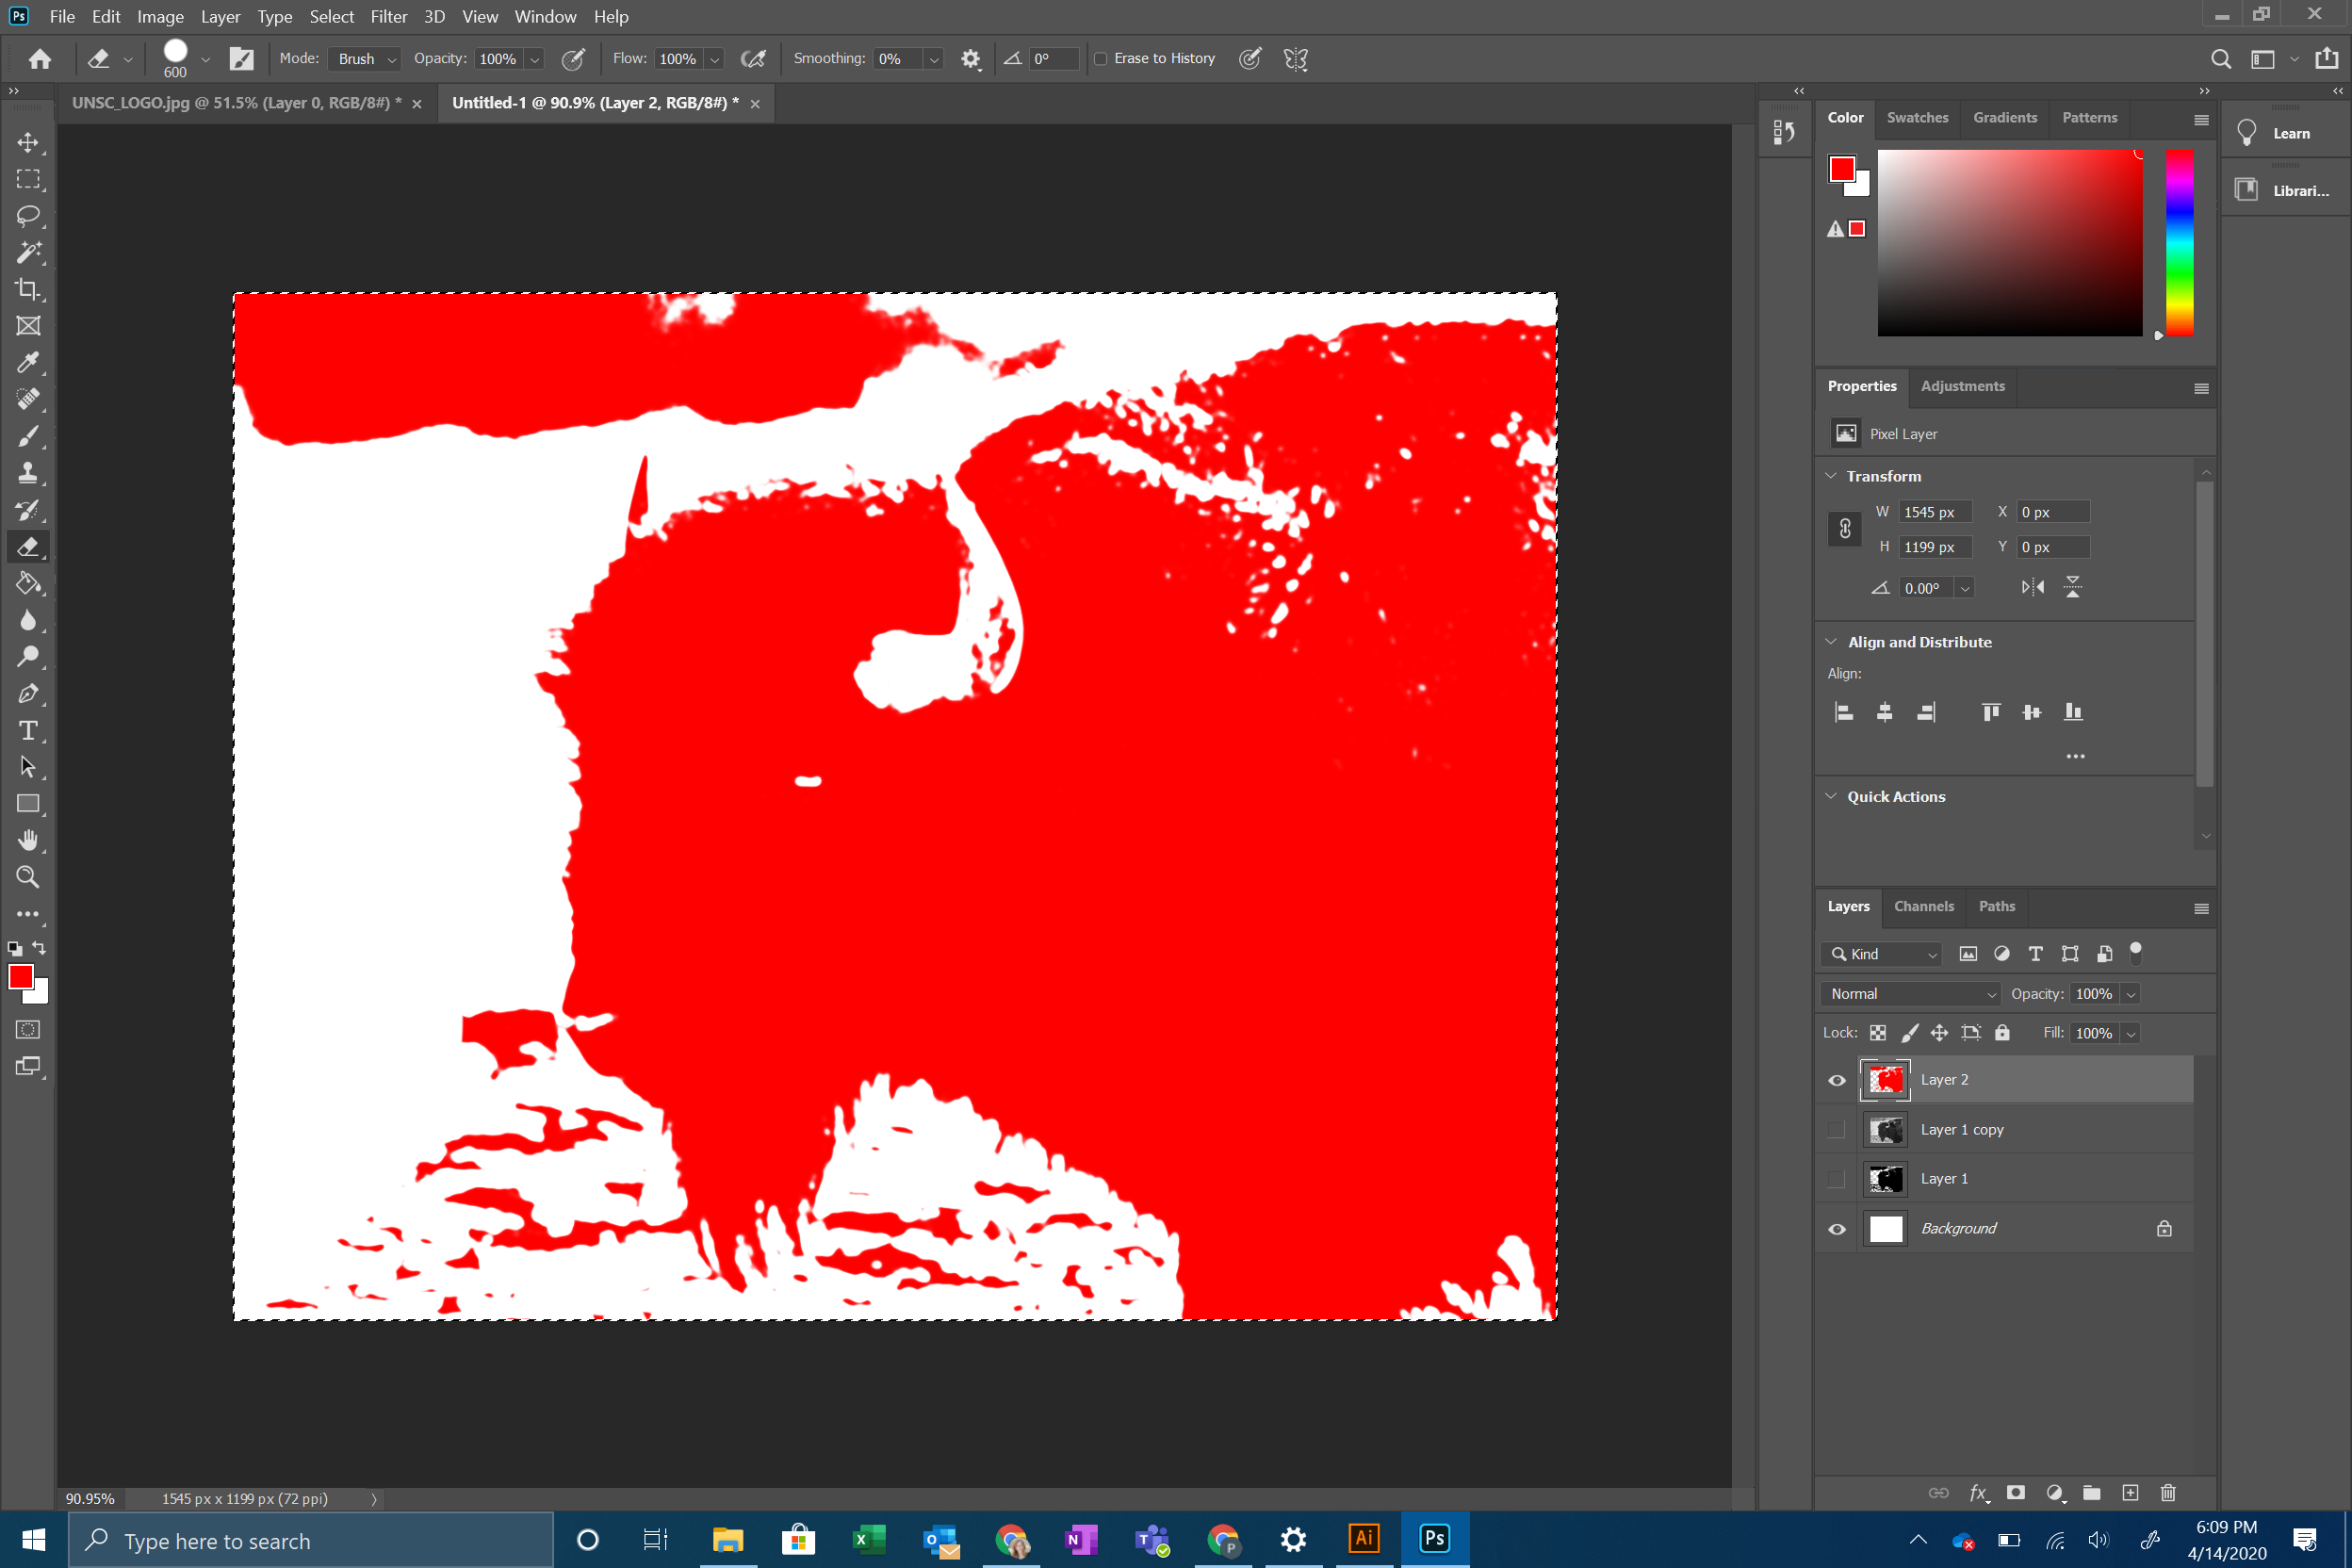 Ps File Edit Image Layer Type Select Filter 3D View Window Help
600 Mode: Brush Opacity: 100% Flow: 100% Smoothing: 0% 0° Erase to History
UNSC_LOGO.jpg @ 51.5% (Layer 0, RGB/8#) * × Untitled-1 @ 90.9% (Layer 2, RGB/8#) * ×
Color Swatches Gradients Patterns
Learn
Librari...
Properties Adjustments
Pixel Layer
Transform
W 1545 px X 0 px
H 1199 px Y 0 px
0.00°
Align and Distribute
Align:
Quick Actions
Layers Channels Paths
Kind
Normal Opacity: 100%
Lock: Fill: 100%
Layer 2
Layer 1 copy
Layer 1
Background
fx
90.95% 1545 px x 1199 px (72 ppi)
Type here to search
Ai Ps
6:09 PM
4/14/2020